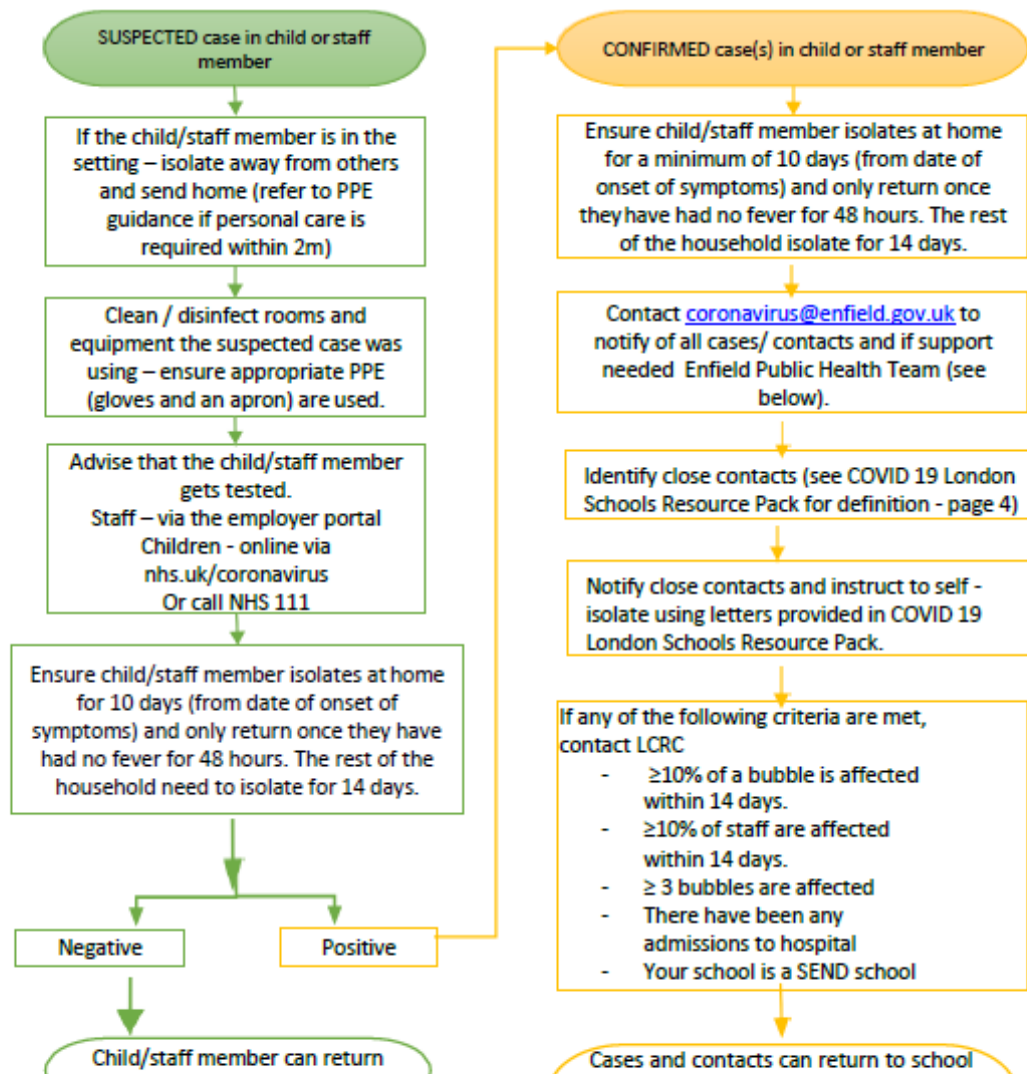 SUSPECTED case in child or staff
member
If the child/staff member is in the
setting – isolate away from others
and send home (refer to PPE
guidance if personal care is
required within 2m)
Clean / disinfect rooms and
equipment the suspected case was
using – ensure appropriate PPE
(gloves and an apron) are used.
Advise that the child/staff member
gets tested.
Staff – via the employer portal
Children - online via
nhs.uk/coronavirus
Or call NHS 111
Ensure child/staff member isolates at home
for 10 days (from date of onset of
symptoms) and only return once they have
had no fever for 48 hours. The rest of the
household need to isolate for 14 days.
Negative
Positive
Child/staff member can return
CONFIRMED case(s) in child or staff member
Ensure child/staff member isolates at home
for a minimum of 10 days (from date of
onset of symptoms) and only return once
they have had no fever for 48 hours. The rest
of the household isolate for 14 days.
Contact coronavirus@enfield.gov.uk to
notify of all cases/ contacts and if support
needed Enfield Public Health Team (see
below).
Identify close contacts (see COVID 19 London
Schools Resource Pack for definition - page 4)
Notify close contacts and instruct to self -
isolate using letters provided in COVID 19
London Schools Resource Pack.
If any of the following criteria are met,
contact LCRC
- ≥10% of a bubble is affected
within 14 days.
- ≥10% of staff are affected
within 14 days.
- ≥ 3 bubbles are affected
- There have been any
admissions to hospital
- Your school is a SEND school
Cases and contacts can return to school